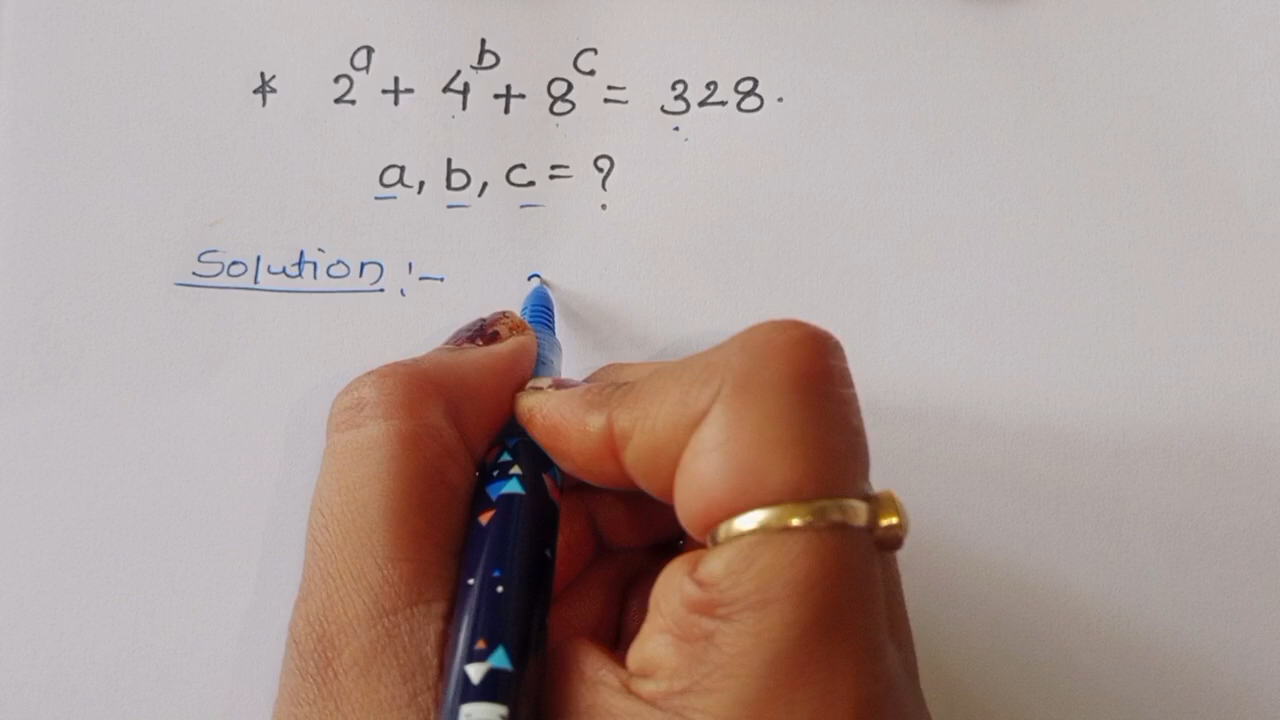 * 2^a + 4^b + 8^c = 328.
a, b, c = ?
Solution :-